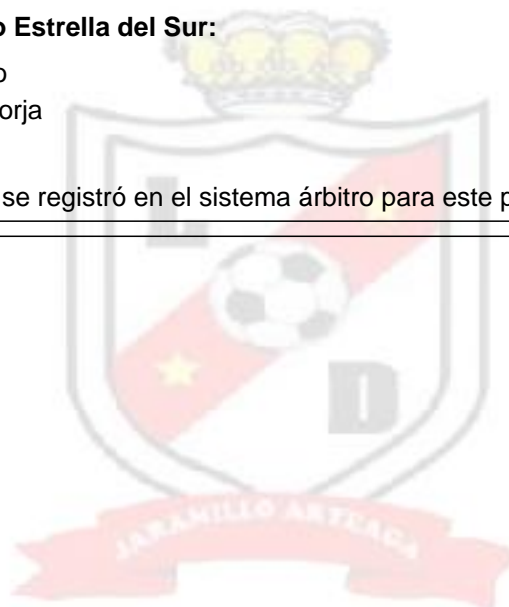 o Estrella del Sur:
o
orja
se registró en el sistema árbitro para este p
L
D
JARAMILLO ARTEAGA